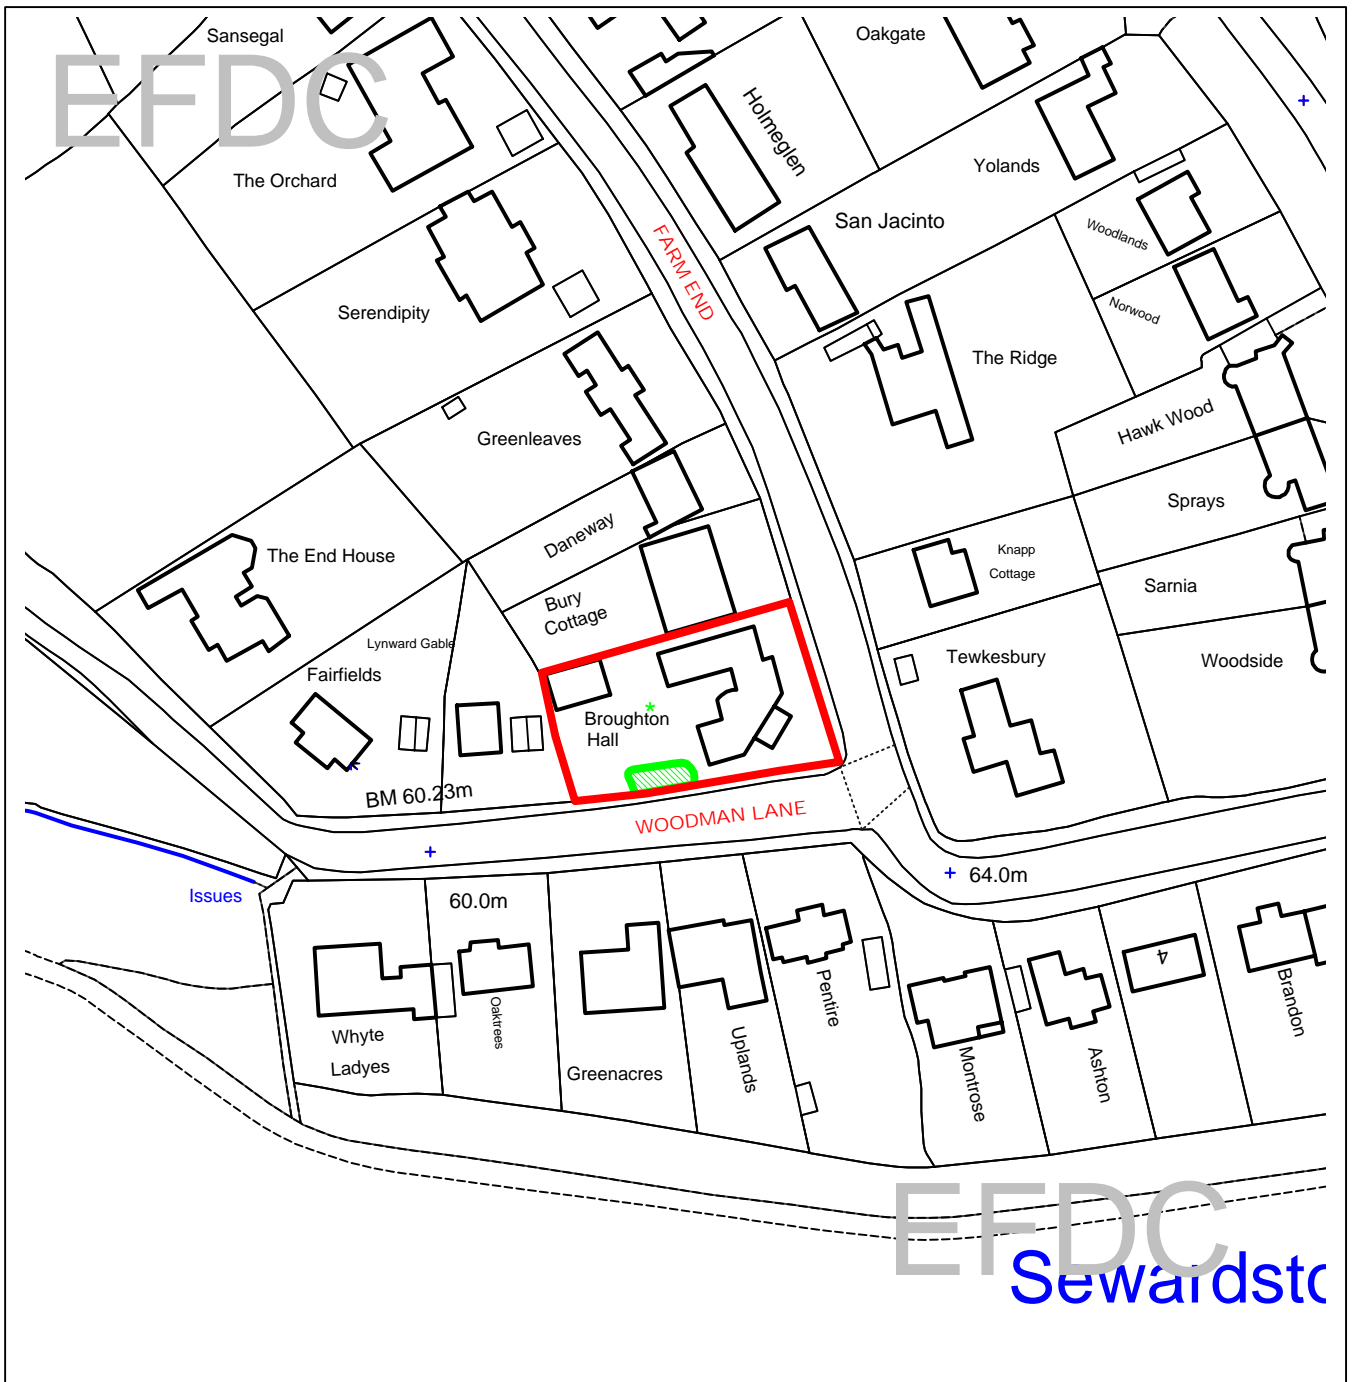 Sansegal
Oakgate
EFDC
Holmeglen
The Orchard
Yolands
San Jacinto
Woodlands
FARM END
Serendipity
Norwood
The Ridge
Hawk Wood
Greenleaves
Sprays
Daneway
The End House
Knapp
Cottage
Sarnia
Bury
Cottage
Lynward Gable
Fairfields
Tewkesbury
Woodside
Broughton
Hall
BM 60.23m
WOODMAN LANE
64.0m
Issues
60.0m
Whyte
Ladyes
Oaktrees
Greenacres
Uplands
Pentire
Montrose
Ashton
4
Brandon
EFDC
Sewardsto